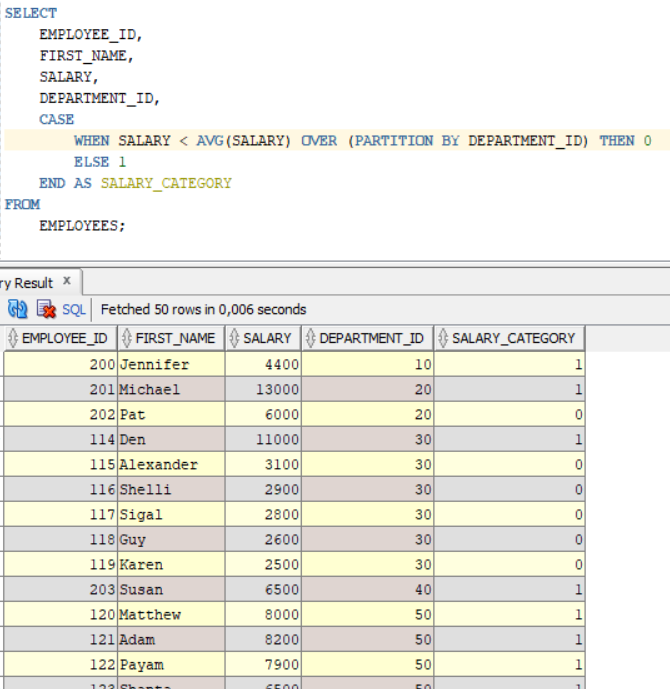 SELECT
EMPLOYEE_ID,
FIRST_NAME,
SALARY,
DEPARTMENT_ID,
CASE
WHEN SALARY < AVG(SALARY) OVER (PARTITION BY DEPARTMENT_ID) THEN 0
ELSE 1
END AS SALARY_CATEGORY
FROM
EMPLOYEES;
ry Result x
SQL | Fetched 50 rows in 0,006 seconds
EMPLOYEE_ID FIRST_NAME SALARY DEPARTMENT_ID SALARY_CATEGORY
200 Jennifer 4400 10 1
201 Michael 13000 20 1
202 Pat 6000 20 0
114 Den 11000 30 1
115 Alexander 3100 30 0
116 Shelli 2900 30 0
117 Sigal 2800 30 0
118 Guy 2600 30 0
119 Karen 2500 30 0
203 Susan 6500 40 1
120 Matthew 8000 50 1
121 Adam 8200 50 1
122 Payam 7900 50 1
123 Shanta 6500 50 1